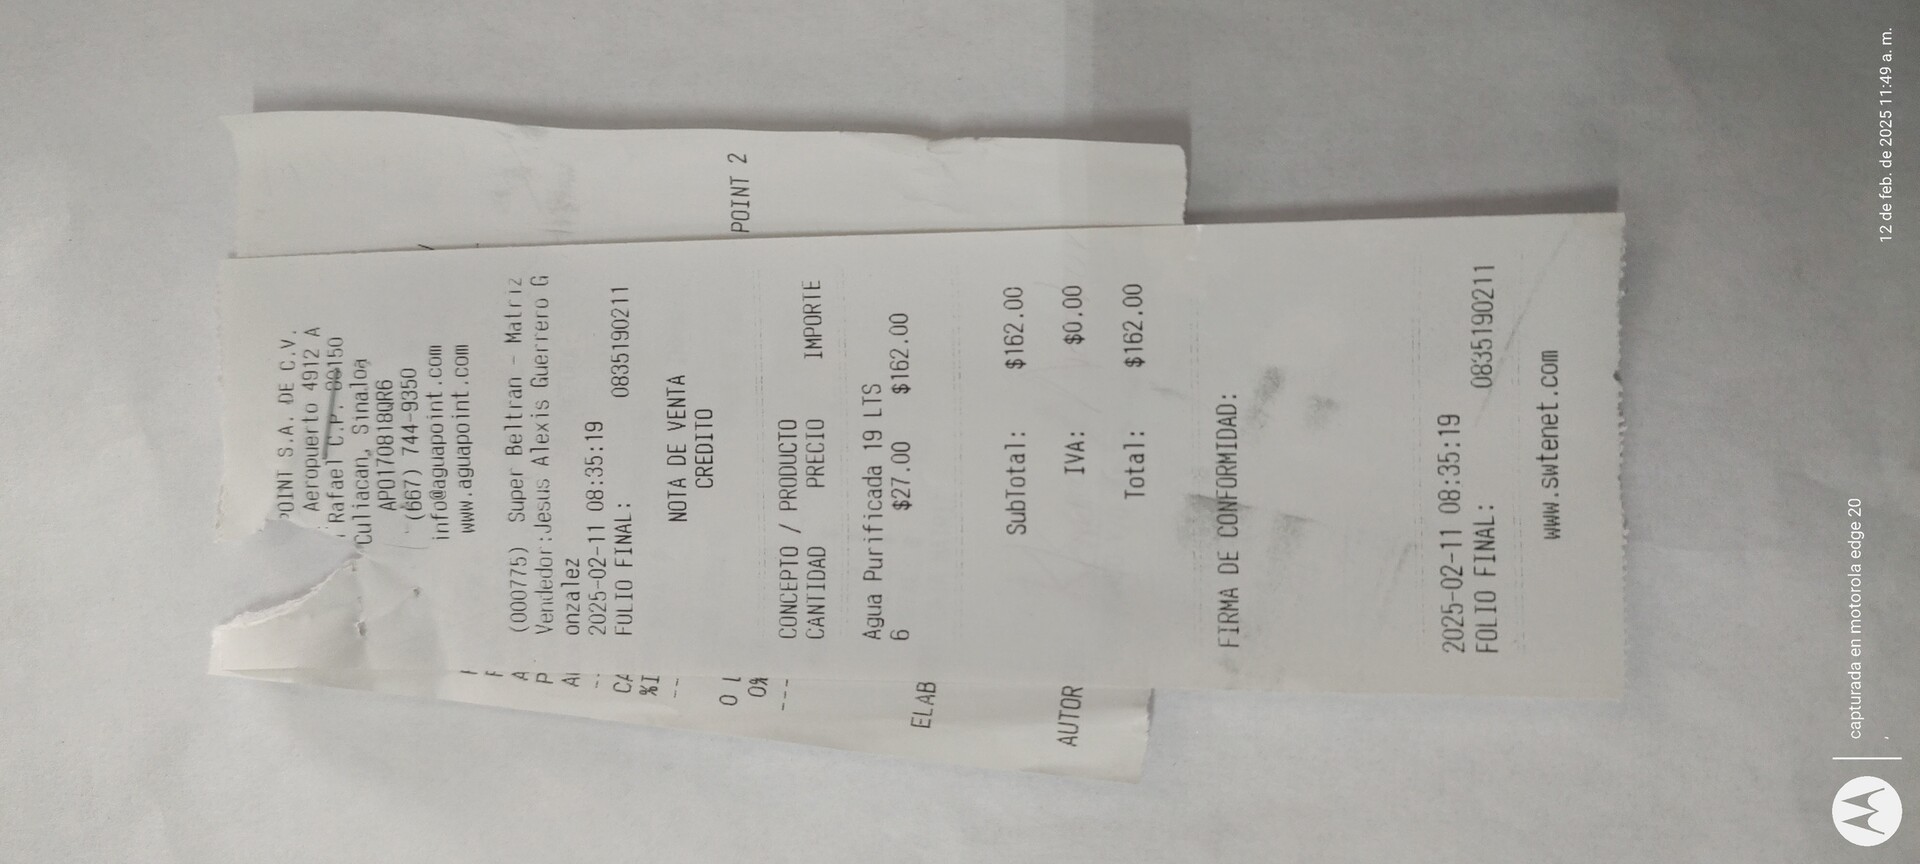 POINT S.A. DE C.V.
Aeropuerto 4912 A
Rafael C.P. 80150
Culiacan, Sinaloa
APO170818QR6
(667) 744-9350
info@aguapoint.com
www.aguapoint.com
(000775) Super Beltran - Matriz
Vendedor:Jesus Alexis Guerrero G
onzalez
2025-02-11 08:35:19
FOLIO FINAL: 0835190211
NOTA DE VENTA
CREDITO
CONCEPTO / PRODUCTO
CANTIDAD PRECIO IMPORTE
Agua Purificada 19 LTS
6 $27.00 $162.00
SubTotal: $162.00
IVA: $0.00
Total: $162.00
FIRMA DE CONFORMIDAD:
2025-02-11 08:35:19
FOLIO FINAL: 0835190211
www.swtenet.com
POINT 2
A
P
CA
%I
0%
ELAB
AUTOR
capturada en motorola edge 20
12 de feb. de 2025 11:49 a. m.